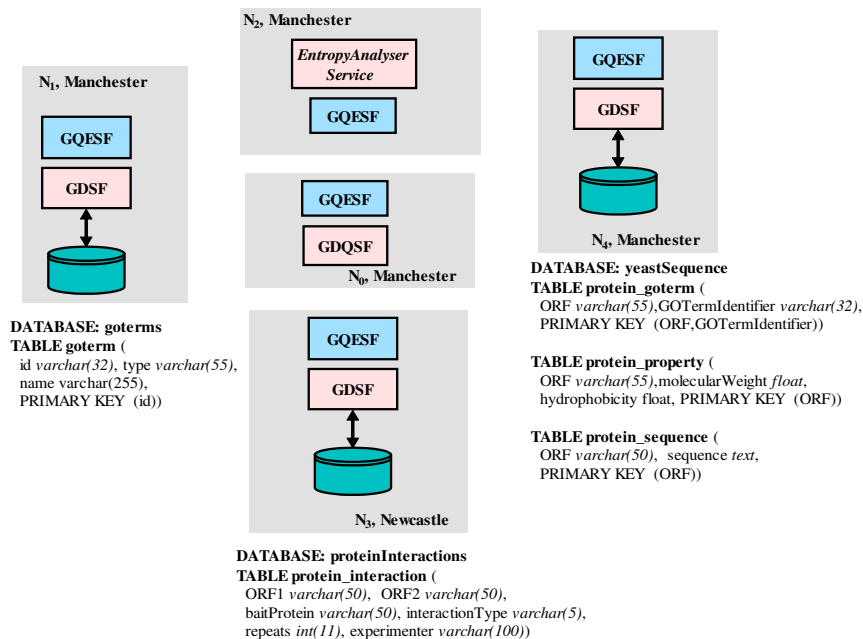 N1, Manchester
GQESF
GDSF
DATABASE: goterms
TABLE goterm (
id varchar(32), type varchar(55),
name varchar(255),
PRIMARY KEY (id))
N2, Manchester
EntropyAnalyser
Service
GQESF
GQESF
GDQSF
N0, Manchester
GQESF
GDSF
N3, Newcastle
DATABASE: proteinInteractions
TABLE protein_interaction (
ORF1 varchar(50), ORF2 varchar(50),
baitProtein varchar(50), interactionType varchar(5),
repeats int(11), experimenter varchar(100))
GQESF
GDSF
N4, Manchester
DATABASE: yeastSequence
TABLE protein_goterm (
ORF varchar(55),GOTermIdentifier varchar(32),
PRIMARY KEY (ORF,GOTermIdentifier))
TABLE protein_property (
ORF varchar(55),molecularWeight float,
hydrophobicity float, PRIMARY KEY (ORF))
TABLE protein_sequence (
ORF varchar(50), sequence text,
PRIMARY KEY (ORF))